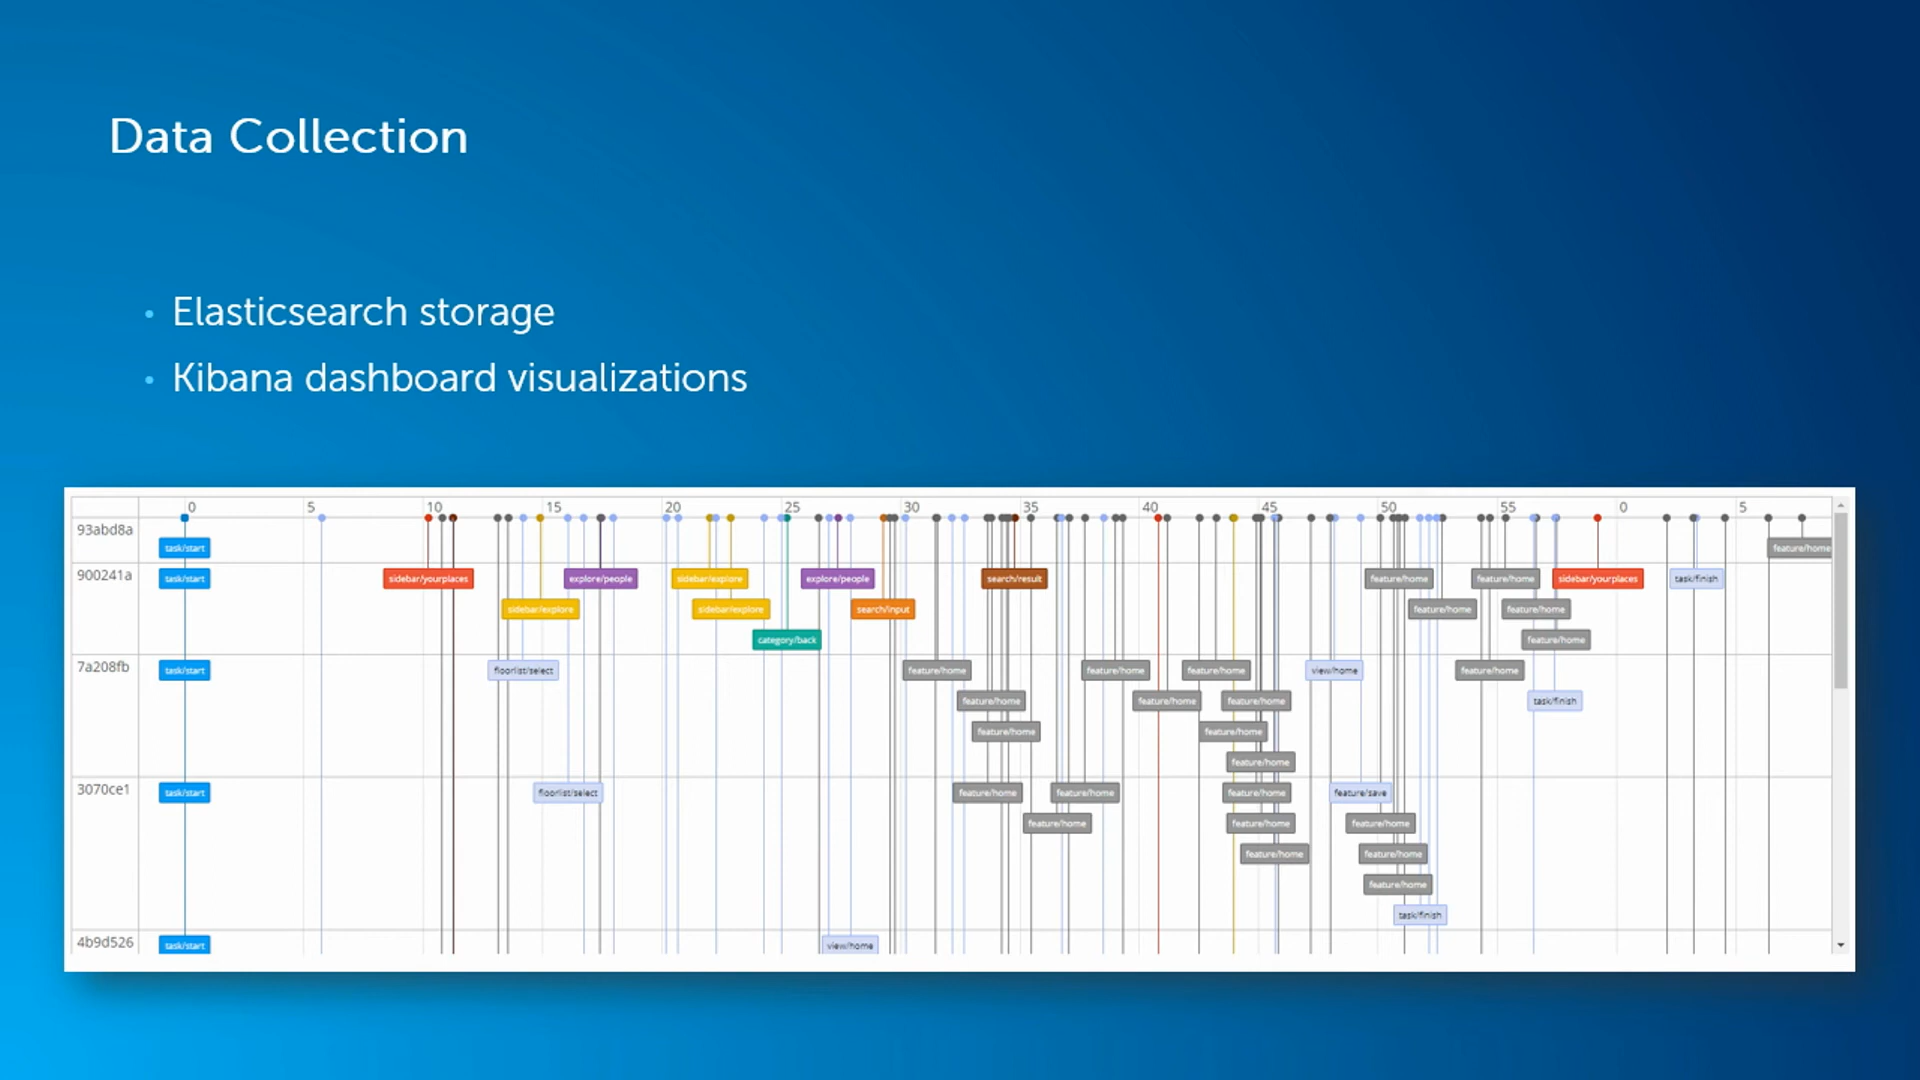 Data Collection
• Elasticsearch storage
• Kibana dashboard visualizations
0 5 10 15 20 25 30 35 40 45 50 55 0 5
93abd8a
task/start feature/home
900241a
task/start sidebar/yourplaces explore/people sidebar/explore explore/people search/result feature/home feature/home sidebar/yourplaces task/finish
sidebar/explore sidebar/explore search/input feature/home feature/home
category/back feature/home
7a208fb
task/start floorlist/select feature/home feature/home feature/home view/home feature/home
feature/home feature/home feature/home task/finish
feature/home feature/home
feature/home
3070ce1
task/start floorlist/select feature/home feature/home feature/home feature/save
feature/home feature/home feature/home
feature/home feature/home
feature/home
task/finish
4b9d526
task/start view/home